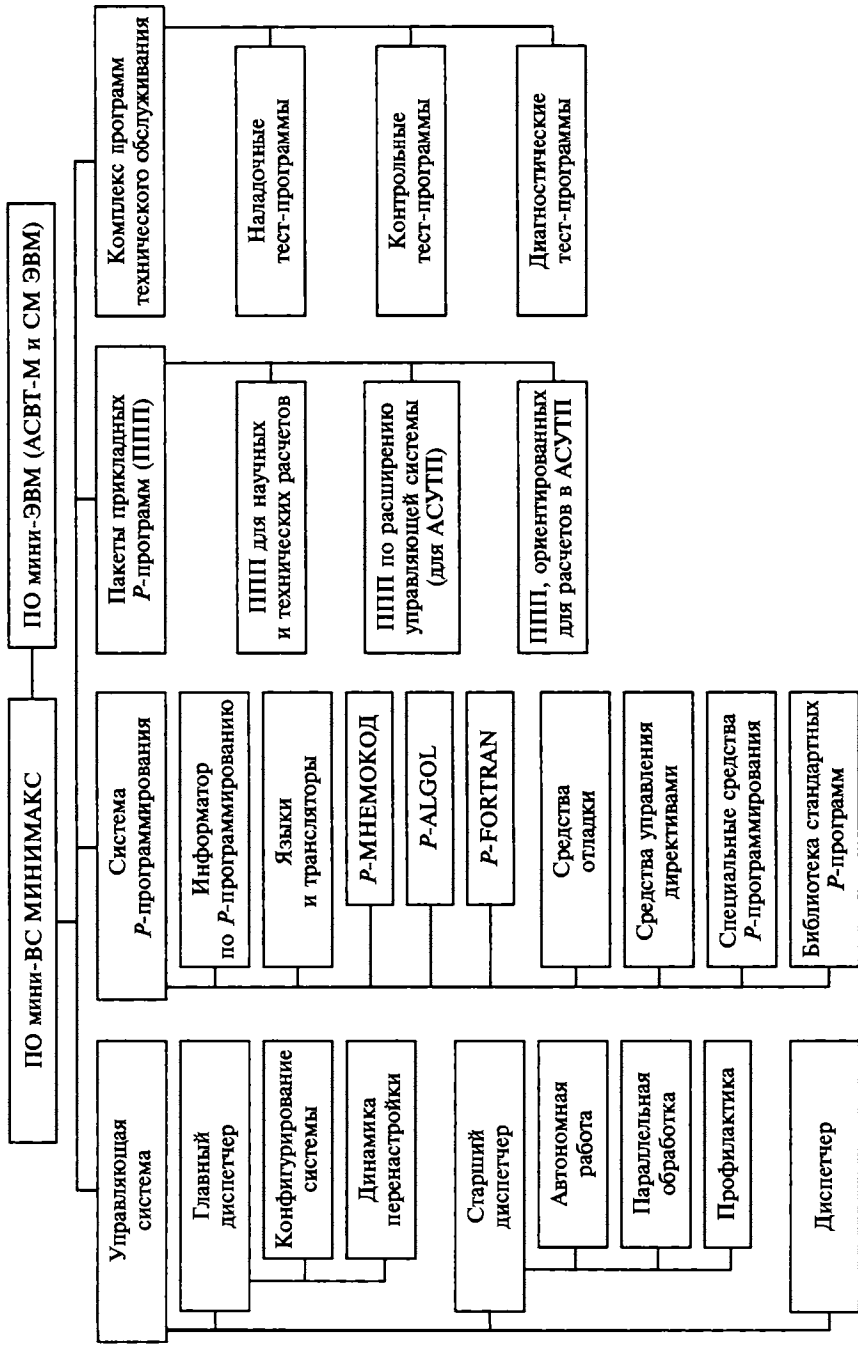 ПО мини-ВС МИНИМАКС
ПО мини-ЭВМ (АСВТ-М и СМ ЭВМ)
Управляющая
система
Главный
диспетчер
Конфигурирование
системы
Динамика
перенастройки
Старший
диспетчер
Автономная
работа
Параллельная
обработка
Профилактика
Диспетчер
Система
P-программирования
Информатор
по P-программированию
Языки
и трансляторы
P-МНЕМОКОД
P-ALGOL
P-FORTRAN
Средства
отладки
Средства управления
директивами
Специальные средства
P-программирования
Библиотека стандартных
P-программ
Пакеты прикладных
P-программ (ППП)
ППП для научных
и технических расчетов
ППП по расширению
управляющей системы
(для АСУТП)
ППП, ориентированных
для расчетов в АСУТП
Комплекс программ
технического обслуживания
Наладочные
тест-программы
Контрольные
тест-программы
Диагностические
тест-программы